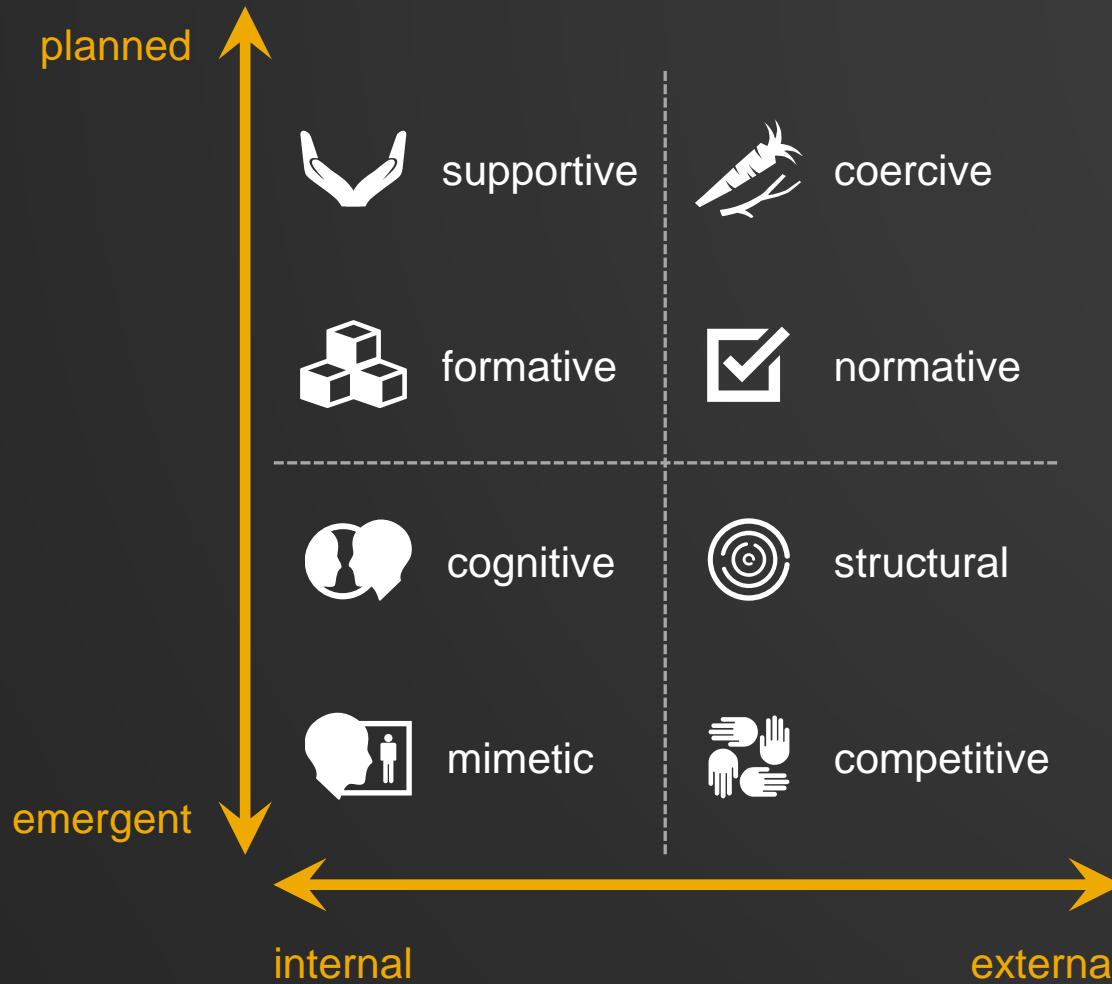 planned
supportive
coercive
formative
normative
cognitive
structural
mimetic
competitive
emergent
internal
externa